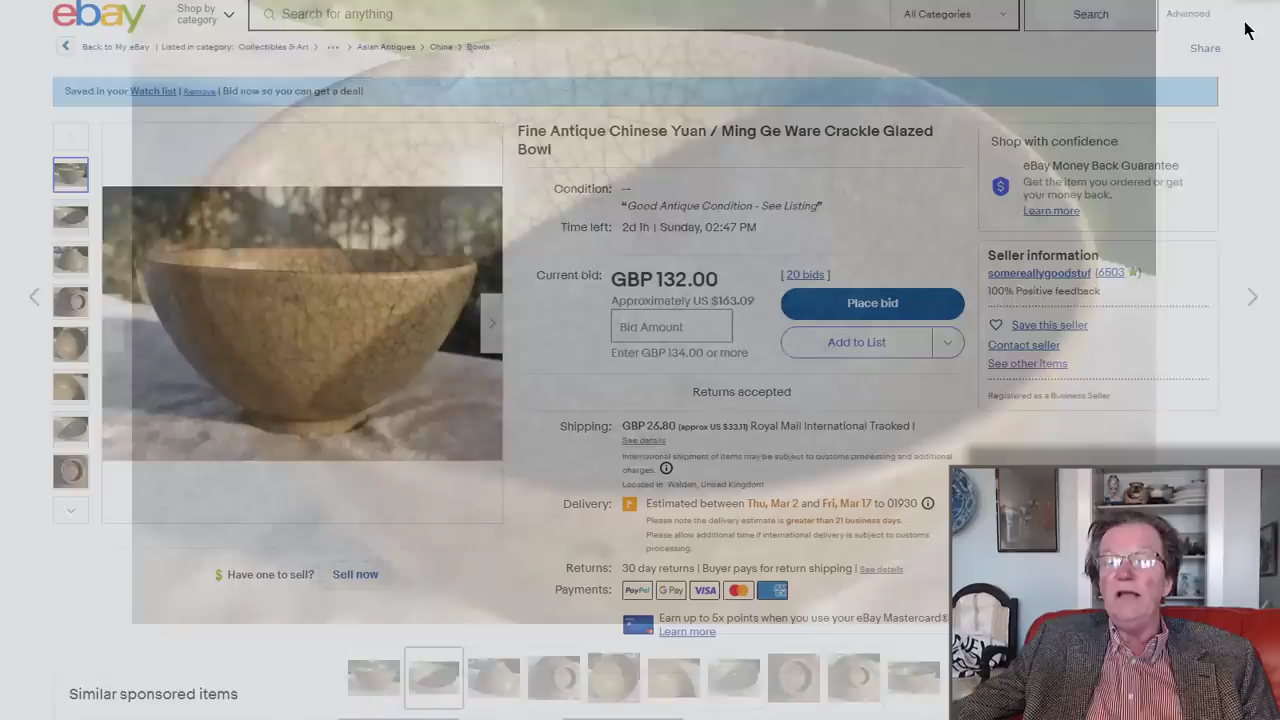 ebay
Shop by
category
Search for anything
All Categories
Search
Advanced
Back to My eBay | Listed in category: Collectibles & Art > ••• > Asian Antiques > China > Bowls
Share
Saved in your Watch list | Remove | Bid now so you can get a deal!
Fine Antique Chinese Yuan / Ming Ge Ware Crackle Glazed
Bowl
Condition: --
“Good Antique Condition - See Listing”
Time left: 2d 1h | Sunday, 02:47 PM
Current bid: GBP 132.00
[ 20 bids ]
Approximately US $163.09
Place bid
Bid Amount
Add to List
Enter GBP 134.00 or more
Returns accepted
Shipping: GBP 26.80 (approx US $33.11) Royal Mail International Tracked |
See details
International shipment of items may be subject to customs processing and additional
charges.
Located in: Walden, United Kingdom
Delivery: Estimated between Thu, Mar 2 and Fri, Mar 17 to 01930
Please note the delivery estimate is greater than 21 business days.
Please allow additional time if international delivery is subject to customs
processing.
Returns: 30 day returns | Buyer pays for return shipping | See details
Payments: PayPal G Pay VISA
Earn up to 5x points when you use your eBay Mastercard®
Learn more
Shop with confidence
eBay Money Back Guarantee
Get the item you ordered or get
your money back.
Learn more
Seller information
somereallygoodstuf (6503)
100% Positive feedback
Save this seller
Contact seller
See other items
Registered as a Business Seller
$ Have one to sell? Sell now
Similar sponsored items